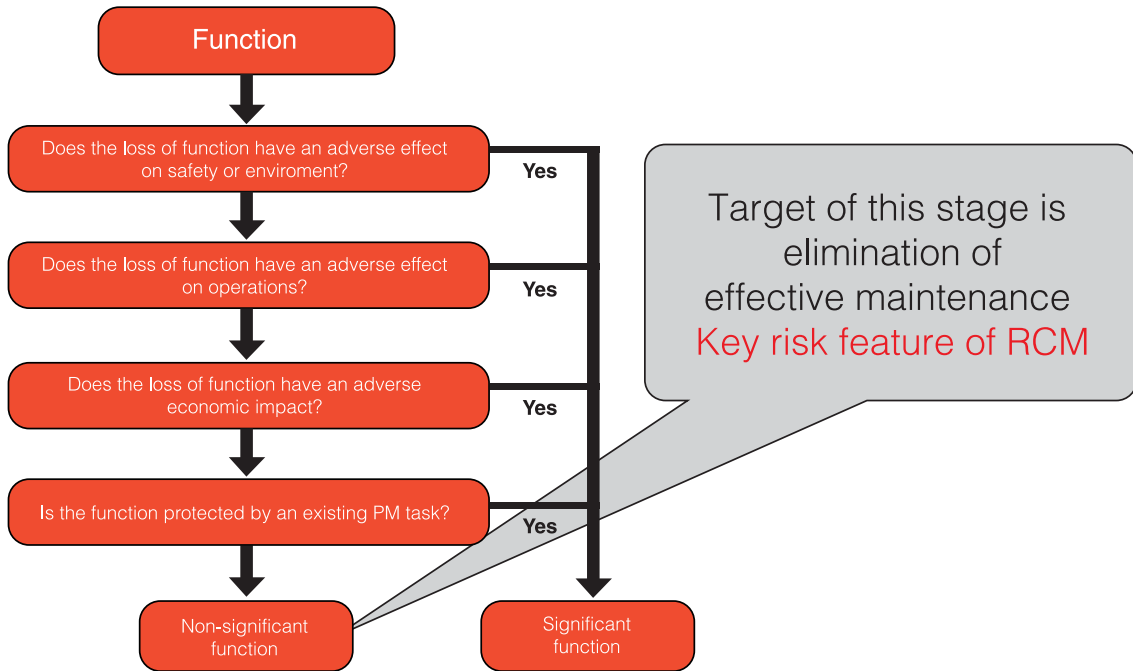 Function
Does the loss of function have an adverse effect
on safety or enviroment?
Yes
Does the loss of function have an adverse effect
on operations?
Yes
Does the loss of function have an adverse
economic impact?
Yes
Is the function protected by an existing PM task?
Yes
Non-significant
function
Significant
function
Target of this stage is
elimination of
effective maintenance
Key risk feature of RCM